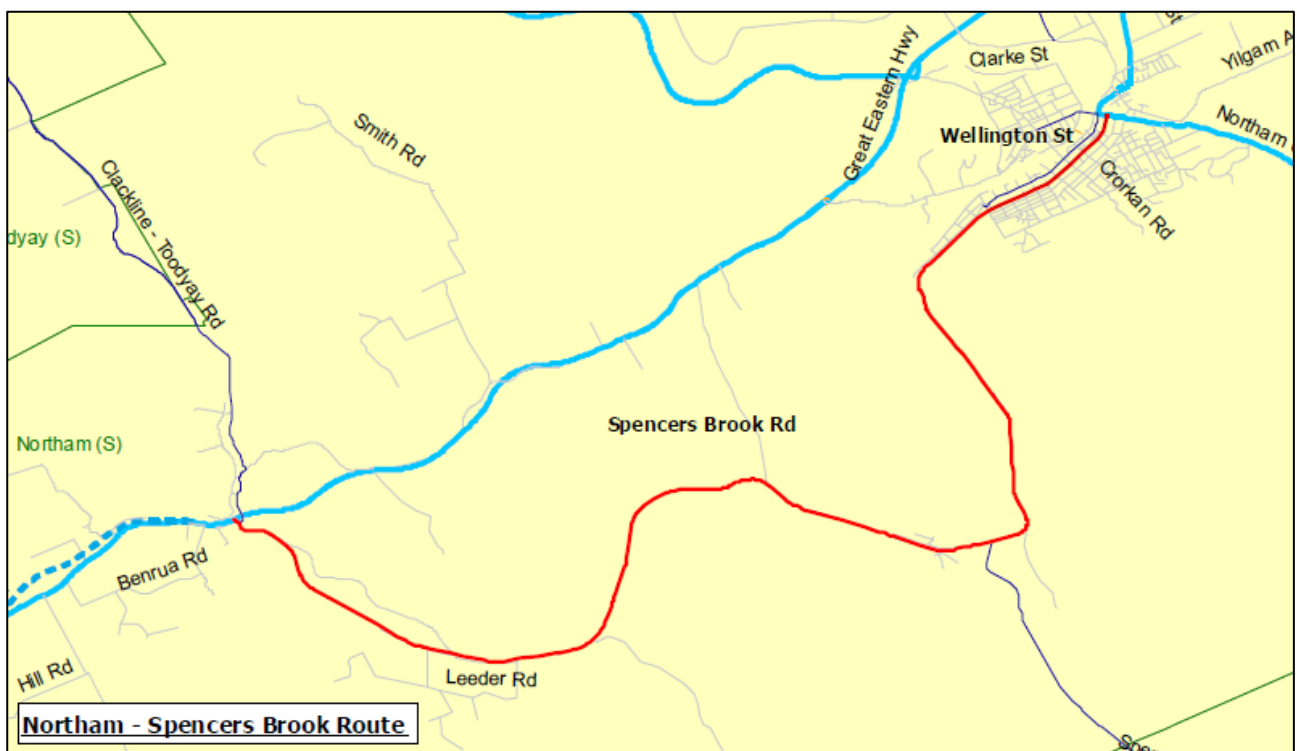 St
Clarke St
Yilgarn A
Great Eastern Hwy
Wellington St
Northam
Crorkan Rd
Smith Rd
Clackline - Toodyay Rd
dyay (S)
Spencers Brook Rd
Northam (S)
Benrua Rd
Hill Rd
Leeder Rd
Northam - Spencers Brook Route